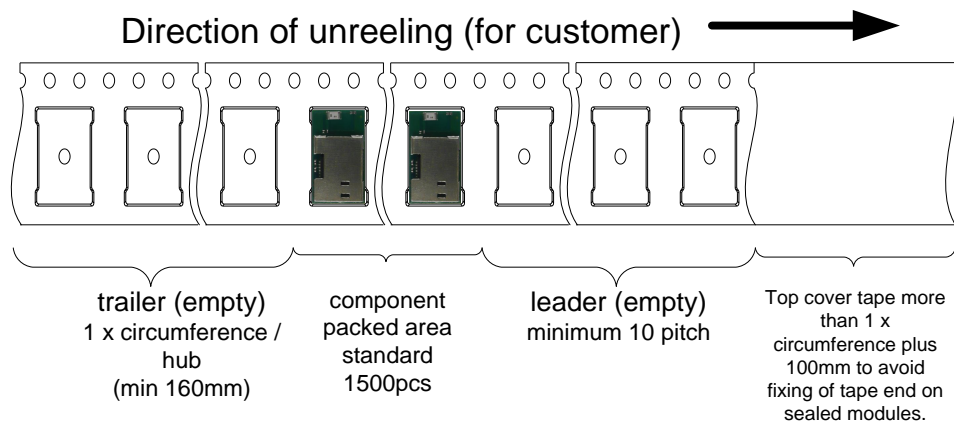 Direction of unreeling (for customer)
trailer (empty)
1 x circumference /
hub
(min 160mm)
component
packed area
standard
1500pcs
leader (empty)
minimum 10 pitch
Top cover tape more
than 1 x
circumference plus
100mm to avoid
fixing of tape end on
sealed modules.